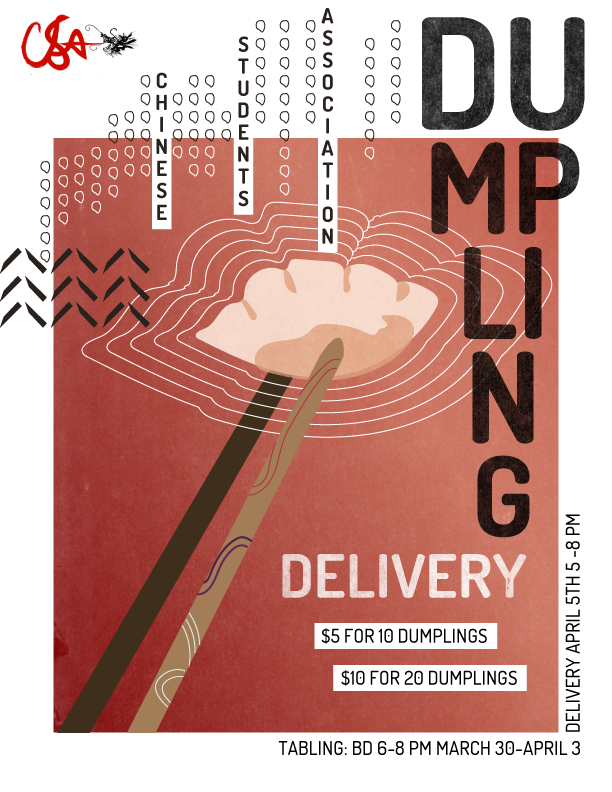 CSA
CHINESE
STUDENTS
ASSOCIATION
DU
MP
LI
N
G
DELIVERY
$5 FOR 10 DUMPLINGS
$10 FOR 20 DUMPLINGS
DELIVERY APRIL 5TH 5 -8 PM
TABLING: BD 6-8 PM MARCH 30-APRIL 3